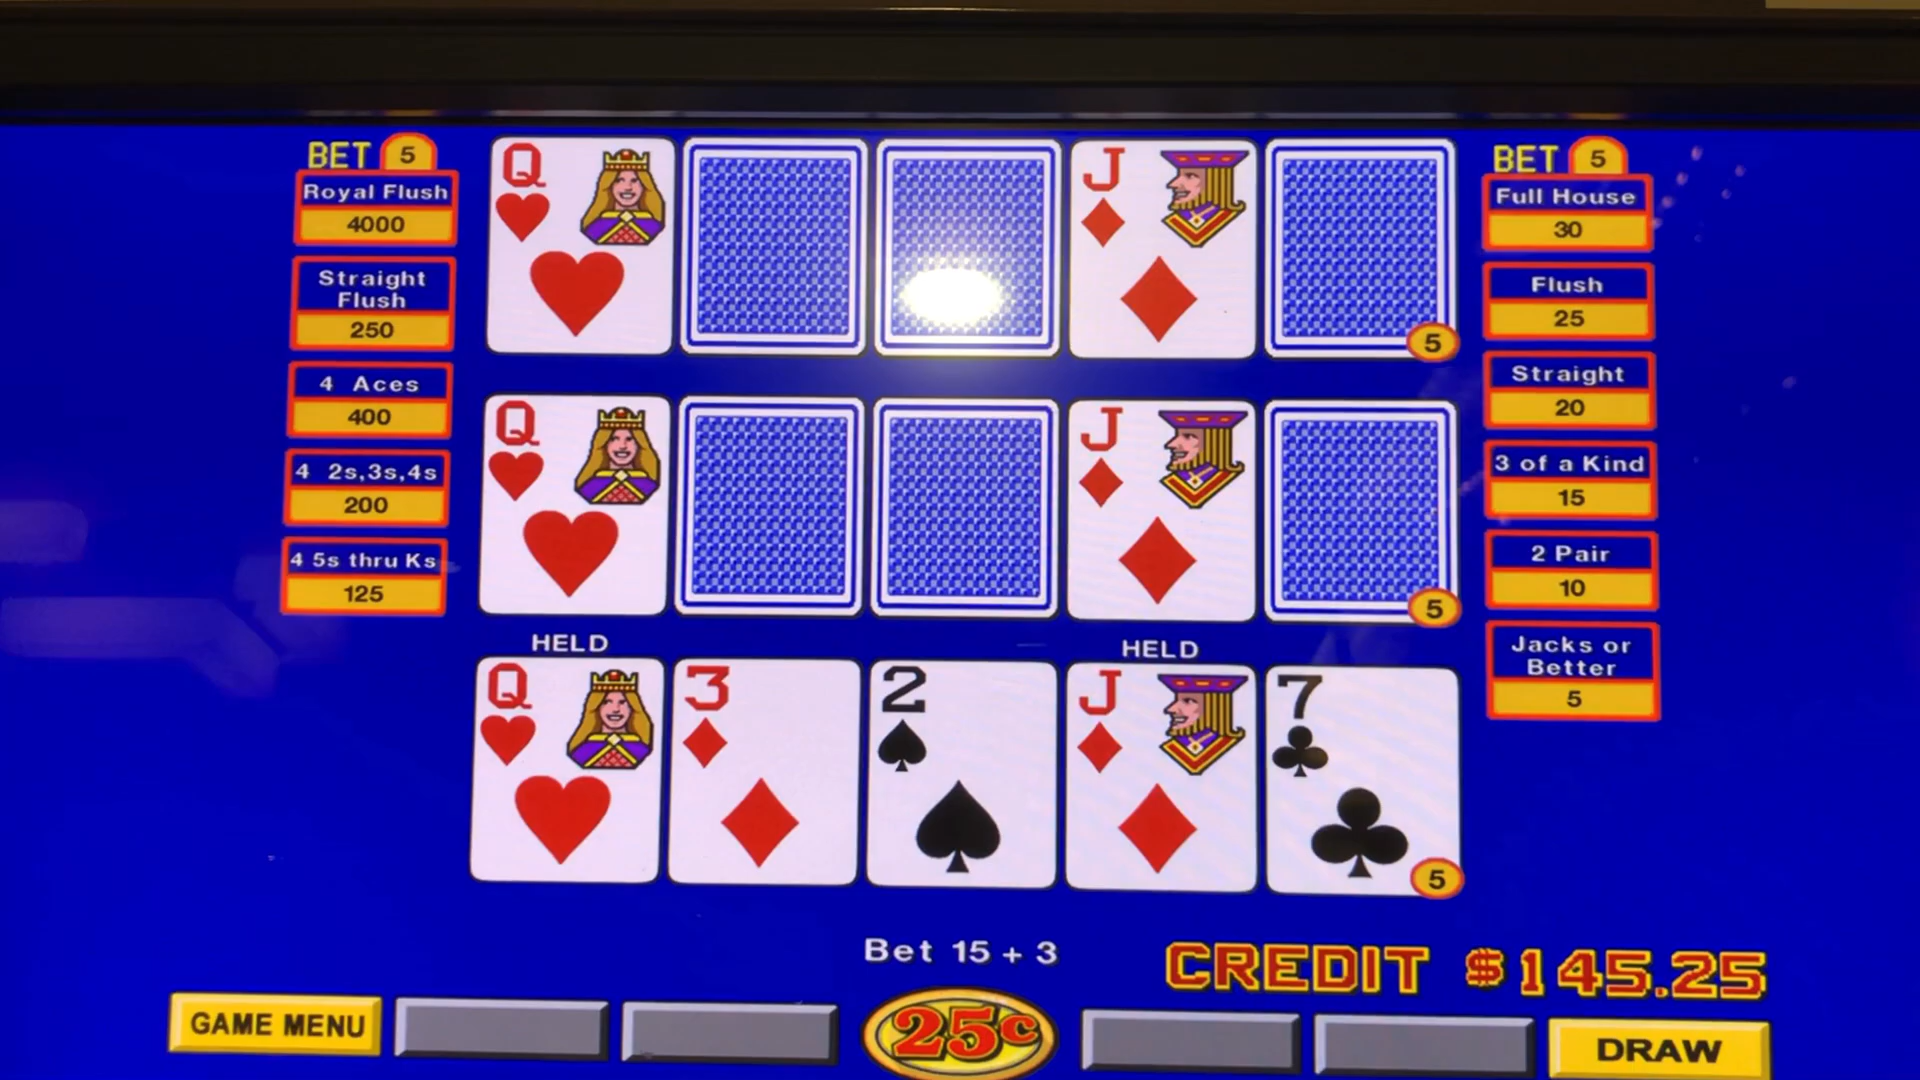 BET 5
Royal Flush
4000
Straight
Flush
250
4 Aces
400
4 2s,3s,4s
200
4 5s thru Ks
125
Q
J
5
BET 5
Full House
30
Flush
25
Straight
20
3 of a Kind
15
2 Pair
10
Jacks or
Better
5
Q
J
5
HELD
HELD
Q
3
2
J
7
5
Bet 15 + 3
CREDIT $145.25
GAME MENU
25¢
DRAW